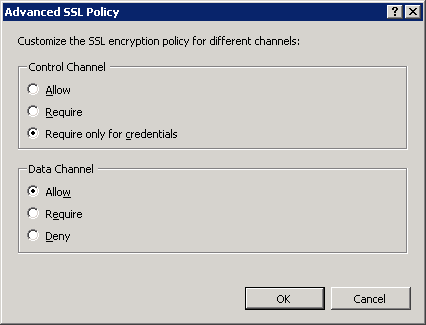 Advanced SSL Policy
Customize the SSL encryption policy for different channels:
Control Channel
Allow
Require
Require only for credentials
Data Channel
Allow
Require
Deny
OK
Cancel